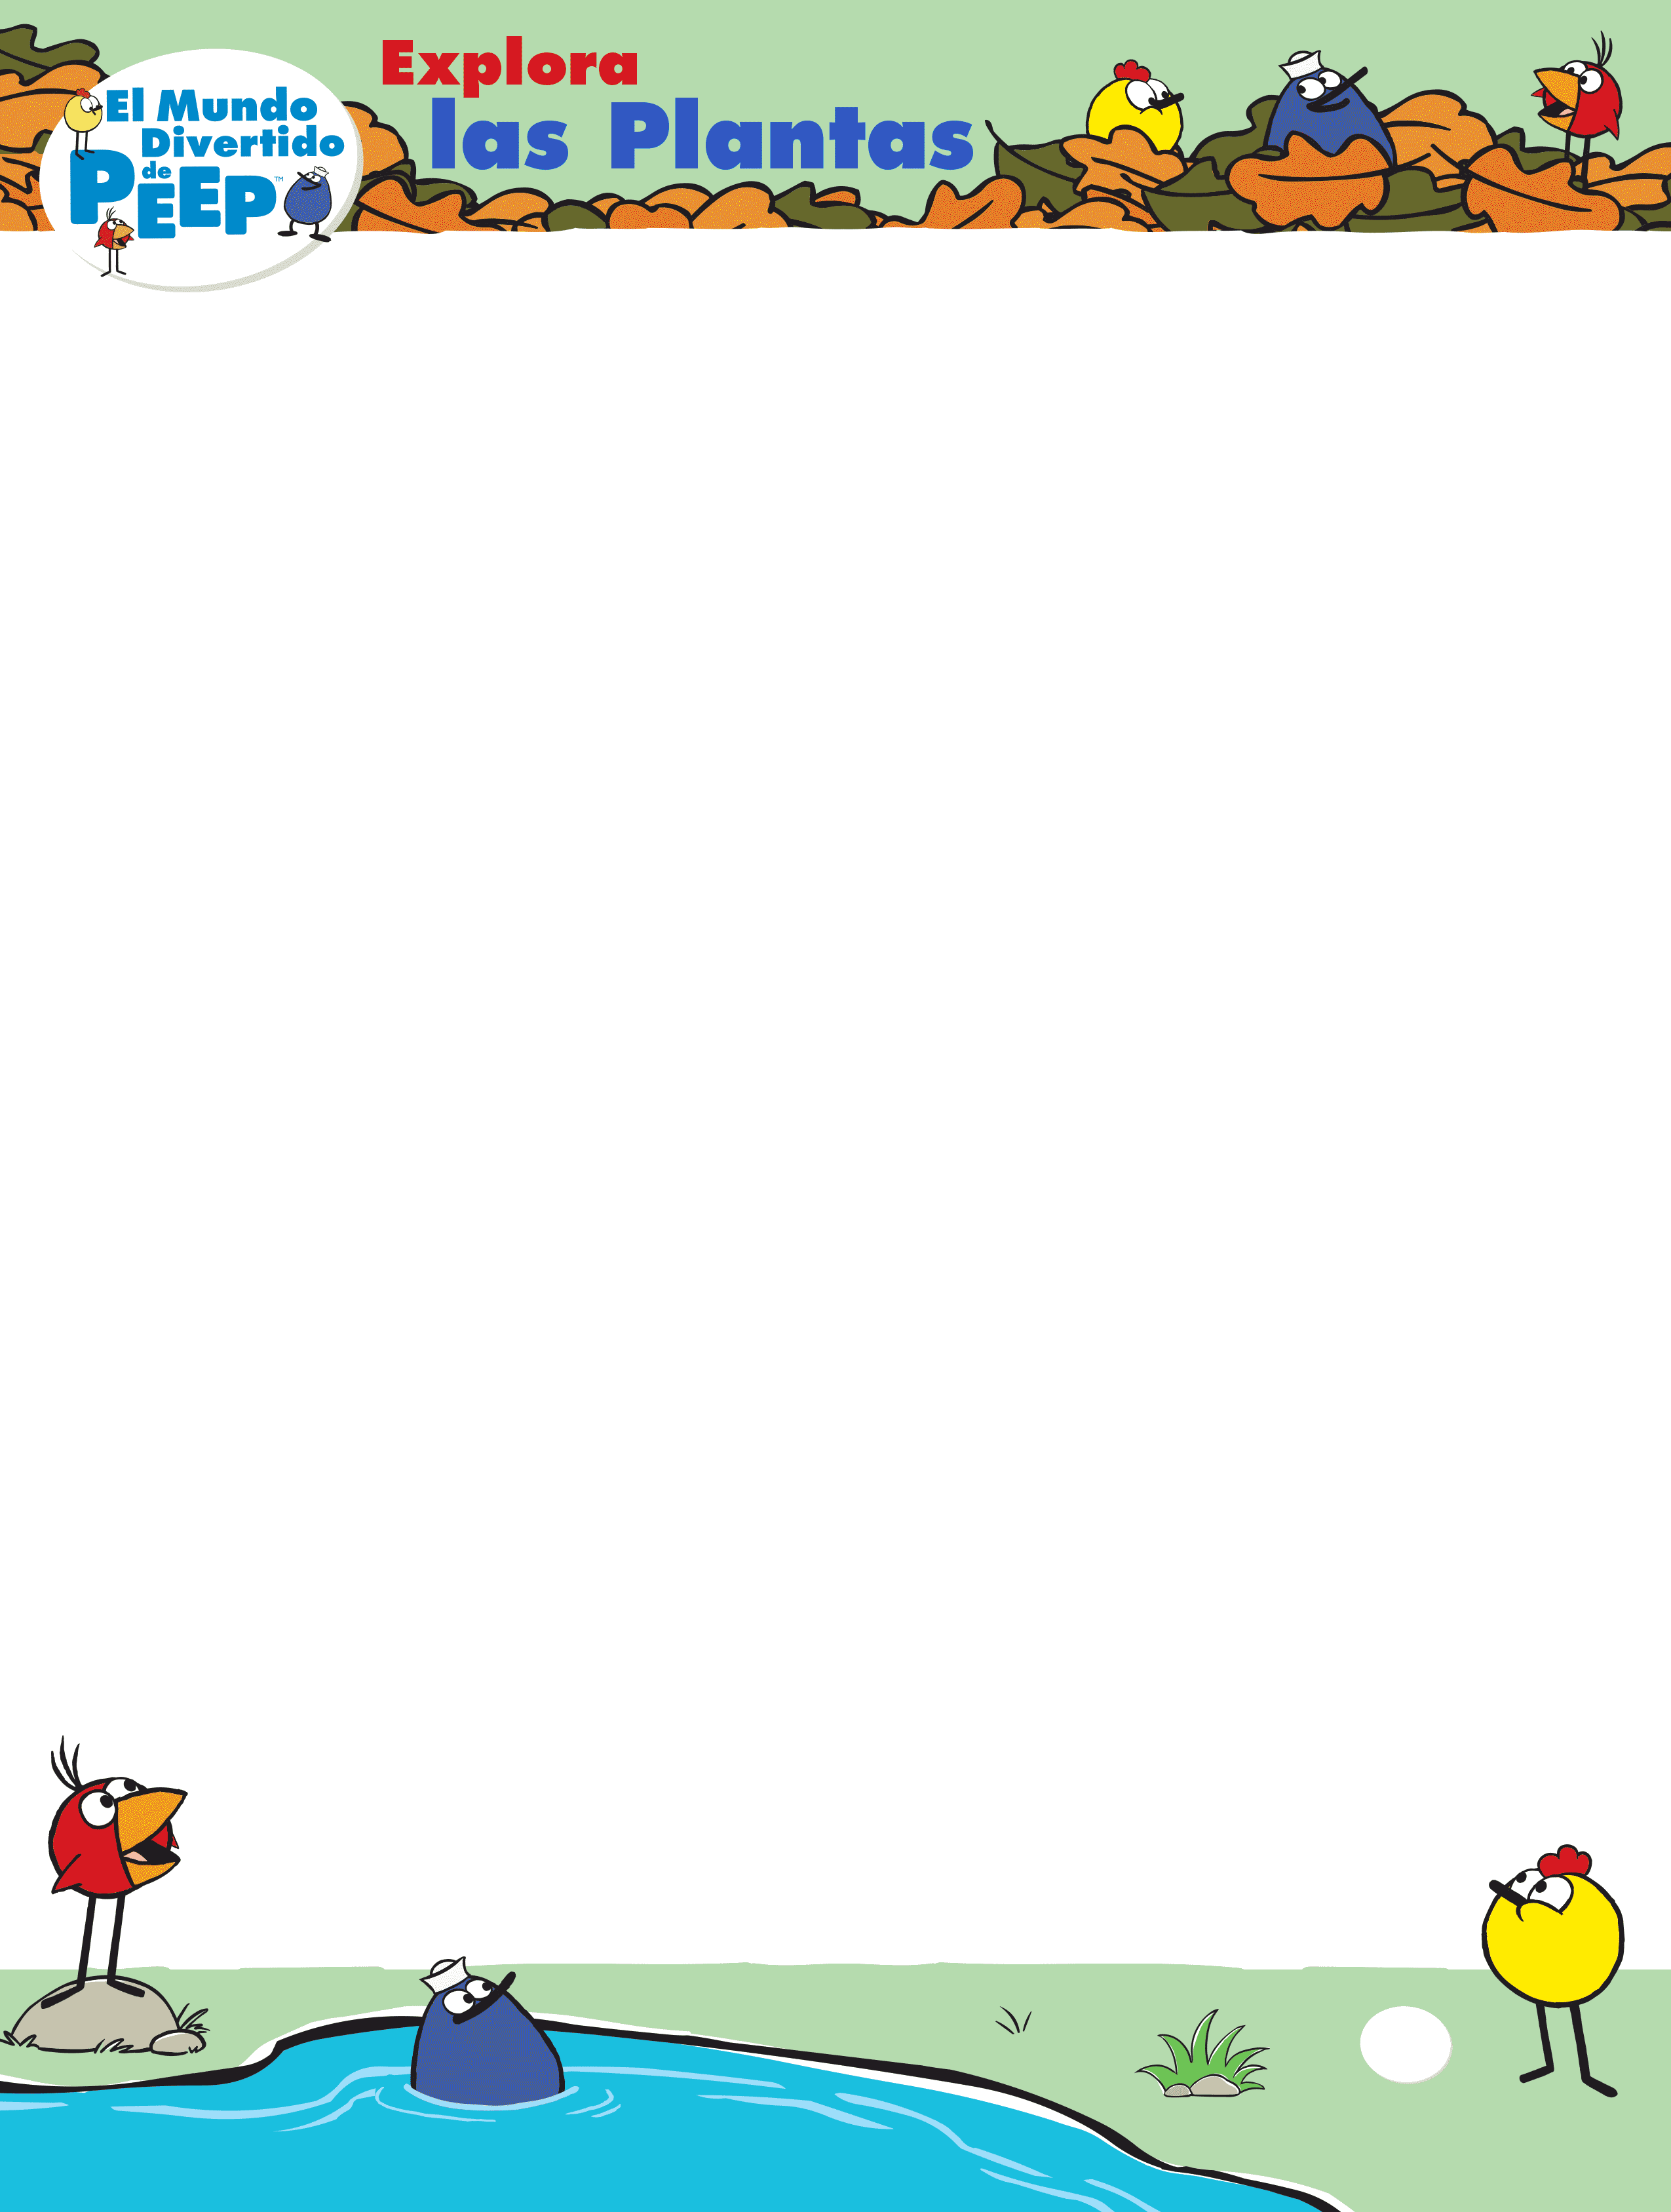 El Mundo
Divertido
de
PEEP™
Explora
las Plantas